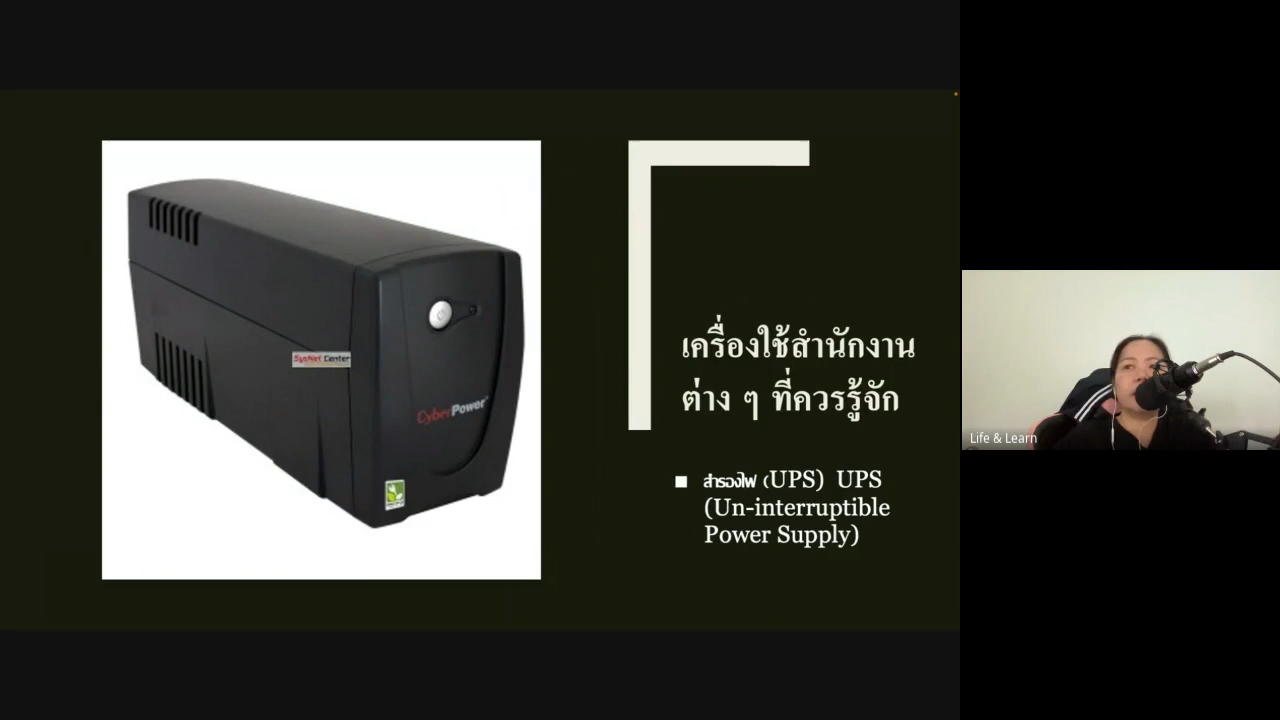 SysNet Center
CyberPower
เครื่องใช้สำนักงาน
ต่าง ๆ ที่ควรรู้จัก
สำรองไฟ (UPS) UPS
(Un-interruptible
Power Supply)
Life & Learn